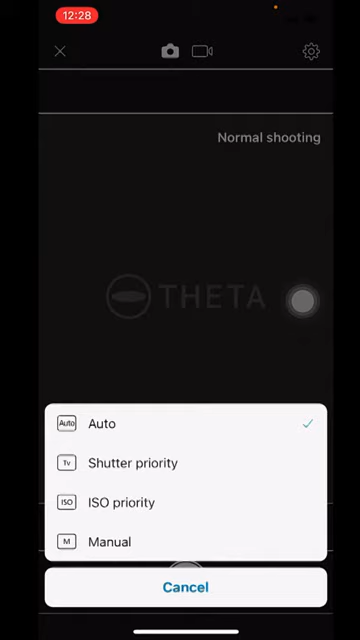 12:28
Normal shooting
THETA
Auto Auto
Tv Shutter priority
ISO ISO priority
M Manual
Cancel